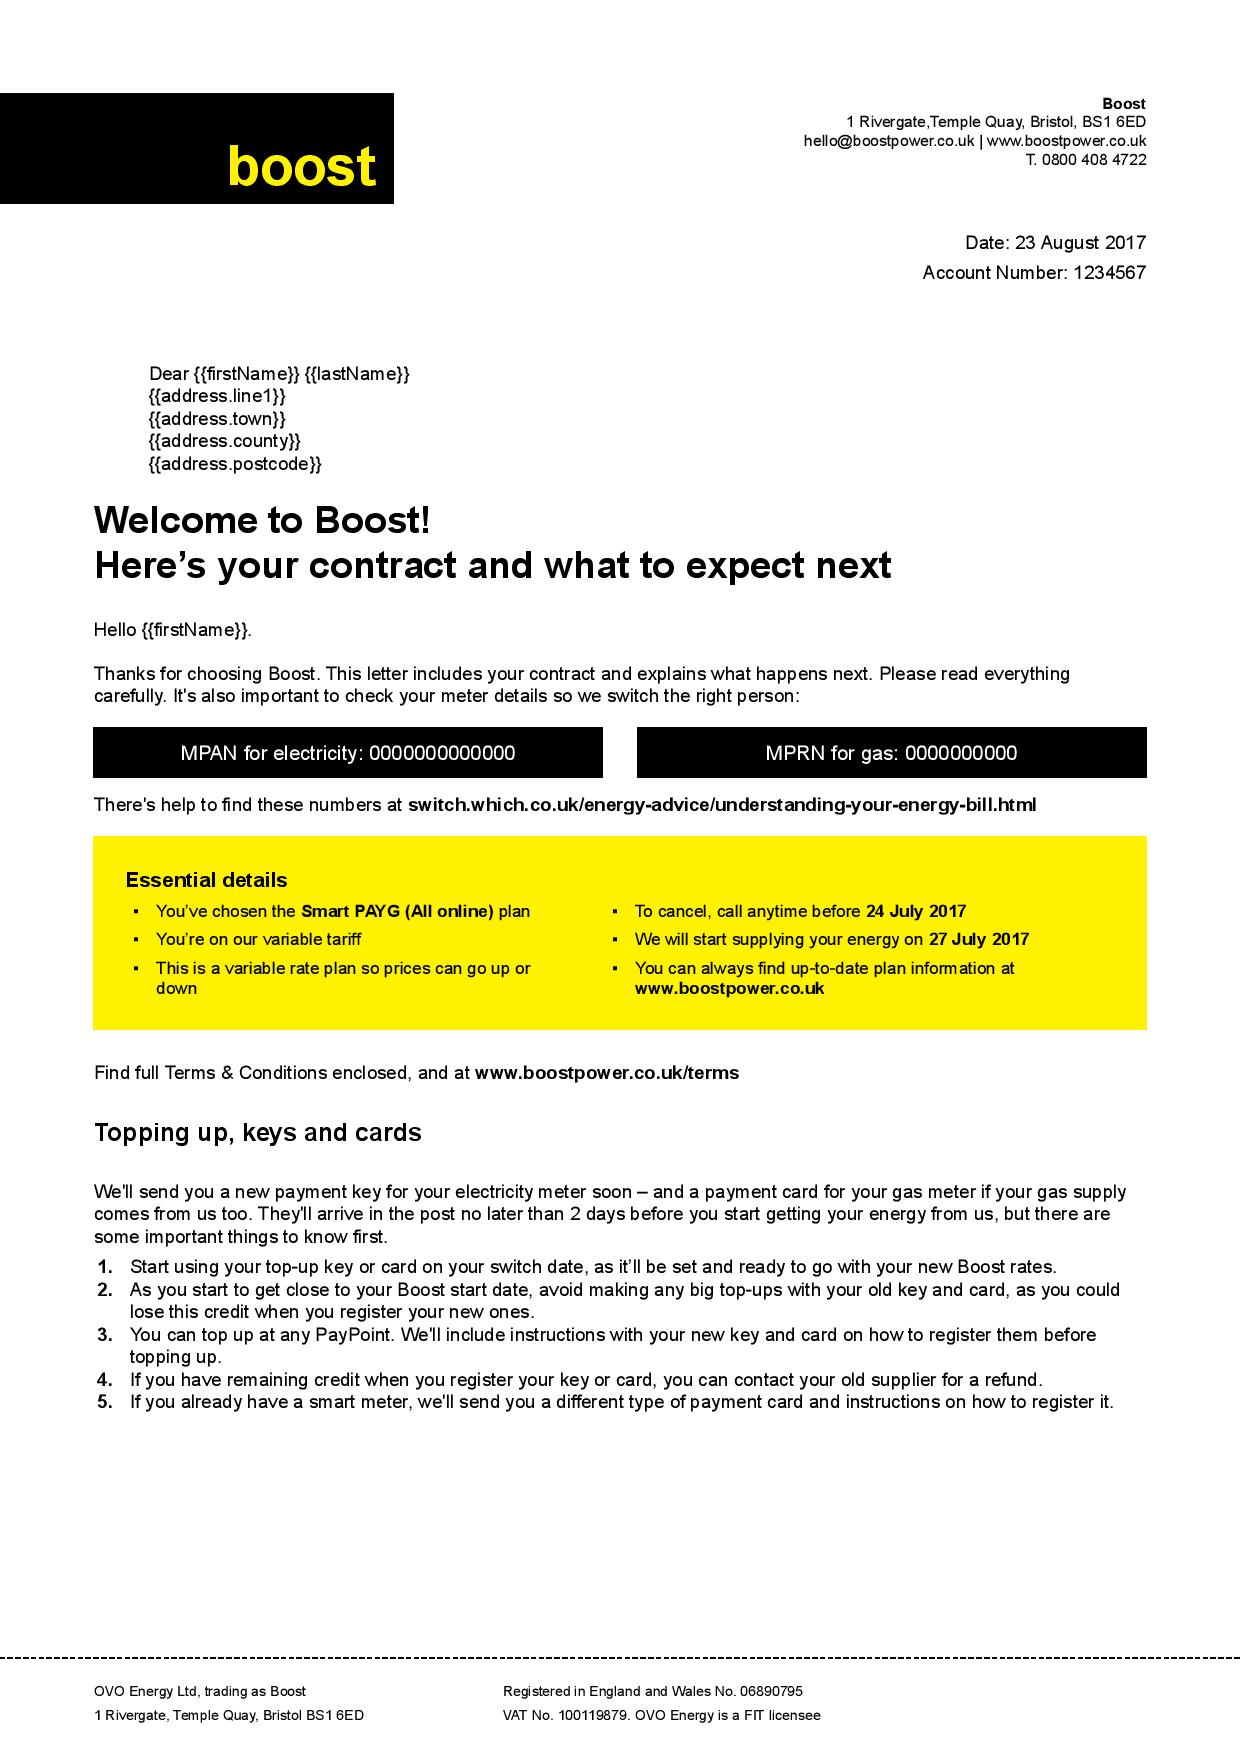 boost
Boost
1 Rivergate,Temple Quay, Bristol, BS1 6ED
hello@boostpower.co.uk | www.boostpower.co.uk
T. 0800 408 4722
Date: 23 August 2017
Account Number: 1234567
Dear {{firstName}} {{lastName}}
{{address.line1}}
{{address.town}}
{{address.county}}
{{address.postcode}}
Welcome to Boost!
Here’s your contract and what to expect next
Hello {{firstName}}.
Thanks for choosing Boost. This letter includes your contract and explains what happens next. Please read everything
carefully. It's also important to check your meter details so we switch the right person:
MPAN for electricity: 0000000000000
MPRN for gas: 0000000000
There's help to find these numbers at switch.which.co.uk/energy-advice/understanding-your-energy-bill.html
Essential details
▪ You’ve chosen the Smart PAYG (All online) plan
▪ You’re on our variable tariff
▪ This is a variable rate plan so prices can go up or
down
▪ To cancel, call anytime before 24 July 2017
▪ We will start supplying your energy on 27 July 2017
▪ You can always find up-to-date plan information at
www.boostpower.co.uk
Find full Terms & Conditions enclosed, and at www.boostpower.co.uk/terms
Topping up, keys and cards
We'll send you a new payment key for your electricity meter soon – and a payment card for your gas meter if your gas supply
comes from us too. They'll arrive in the post no later than 2 days before you start getting your energy from us, but there are
some important things to know first.
1. Start using your top-up key or card on your switch date, as it’ll be set and ready to go with your new Boost rates.
2. As you start to get close to your Boost start date, avoid making any big top-ups with your old key and card, as you could
lose this credit when you register your new ones.
3. You can top up at any PayPoint. We'll include instructions with your new key and card on how to register them before
topping up.
4. If you have remaining credit when you register your key or card, you can contact your old supplier for a refund.
5. If you already have a smart meter, we'll send you a different type of payment card and instructions on how to register it.
OVO Energy Ltd, trading as Boost
1 Rivergate, Temple Quay, Bristol BS1 6ED
Registered in England and Wales No. 06890795
VAT No. 100119879. OVO Energy is a FIT licensee